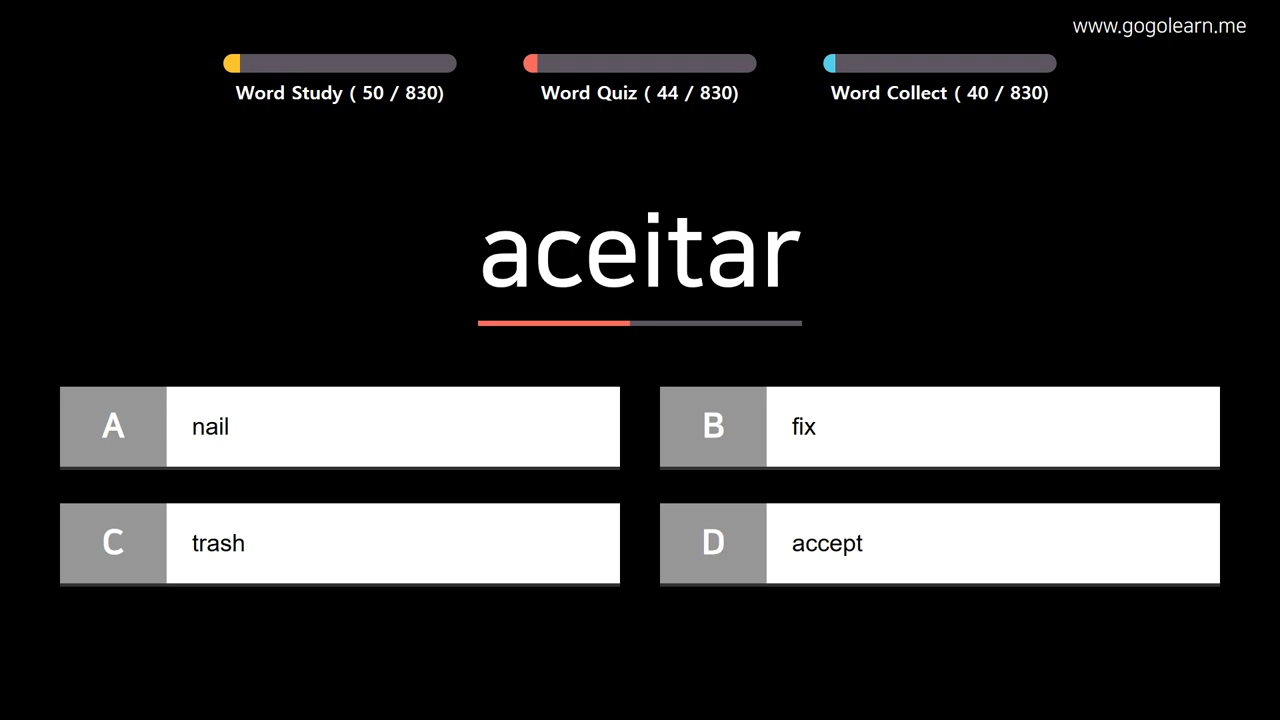 www.gogolearn.me
Word Study ( 50 / 830)
Word Quiz ( 44 / 830)
Word Collect ( 40 / 830)
aceitar
A nail
B fix
C trash
D accept